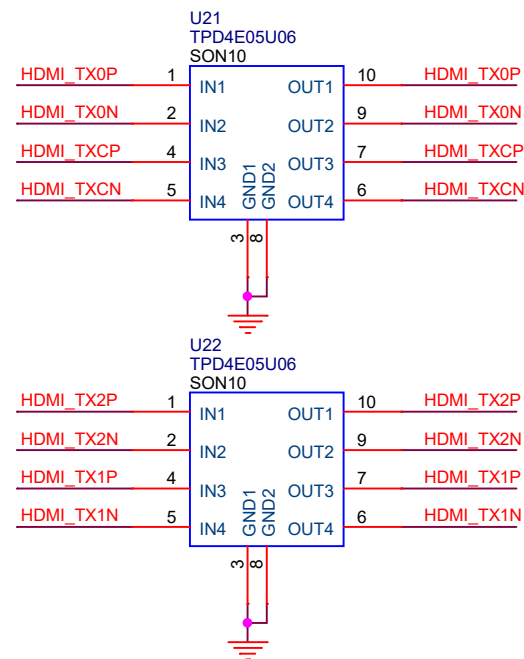 U21
TPD4E05U06
SON10
HDMI_TX0P 1 IN1 OUT1 10 HDMI_TX0P
HDMI_TX0N 2 IN2 OUT2 9 HDMI_TX0N
HDMI_TXCP 4 IN3 OUT3 7 HDMI_TXCP
HDMI_TXCN 5 IN4 OUT4 6 HDMI_TXCN
GND1 GND2
3 8
U22
TPD4E05U06
SON10
HDMI_TX2P 1 IN1 OUT1 10 HDMI_TX2P
HDMI_TX2N 2 IN2 OUT2 9 HDMI_TX2N
HDMI_TX1P 4 IN3 OUT3 7 HDMI_TX1P
HDMI_TX1N 5 IN4 OUT4 6 HDMI_TX1N
GND1 GND2
3 8